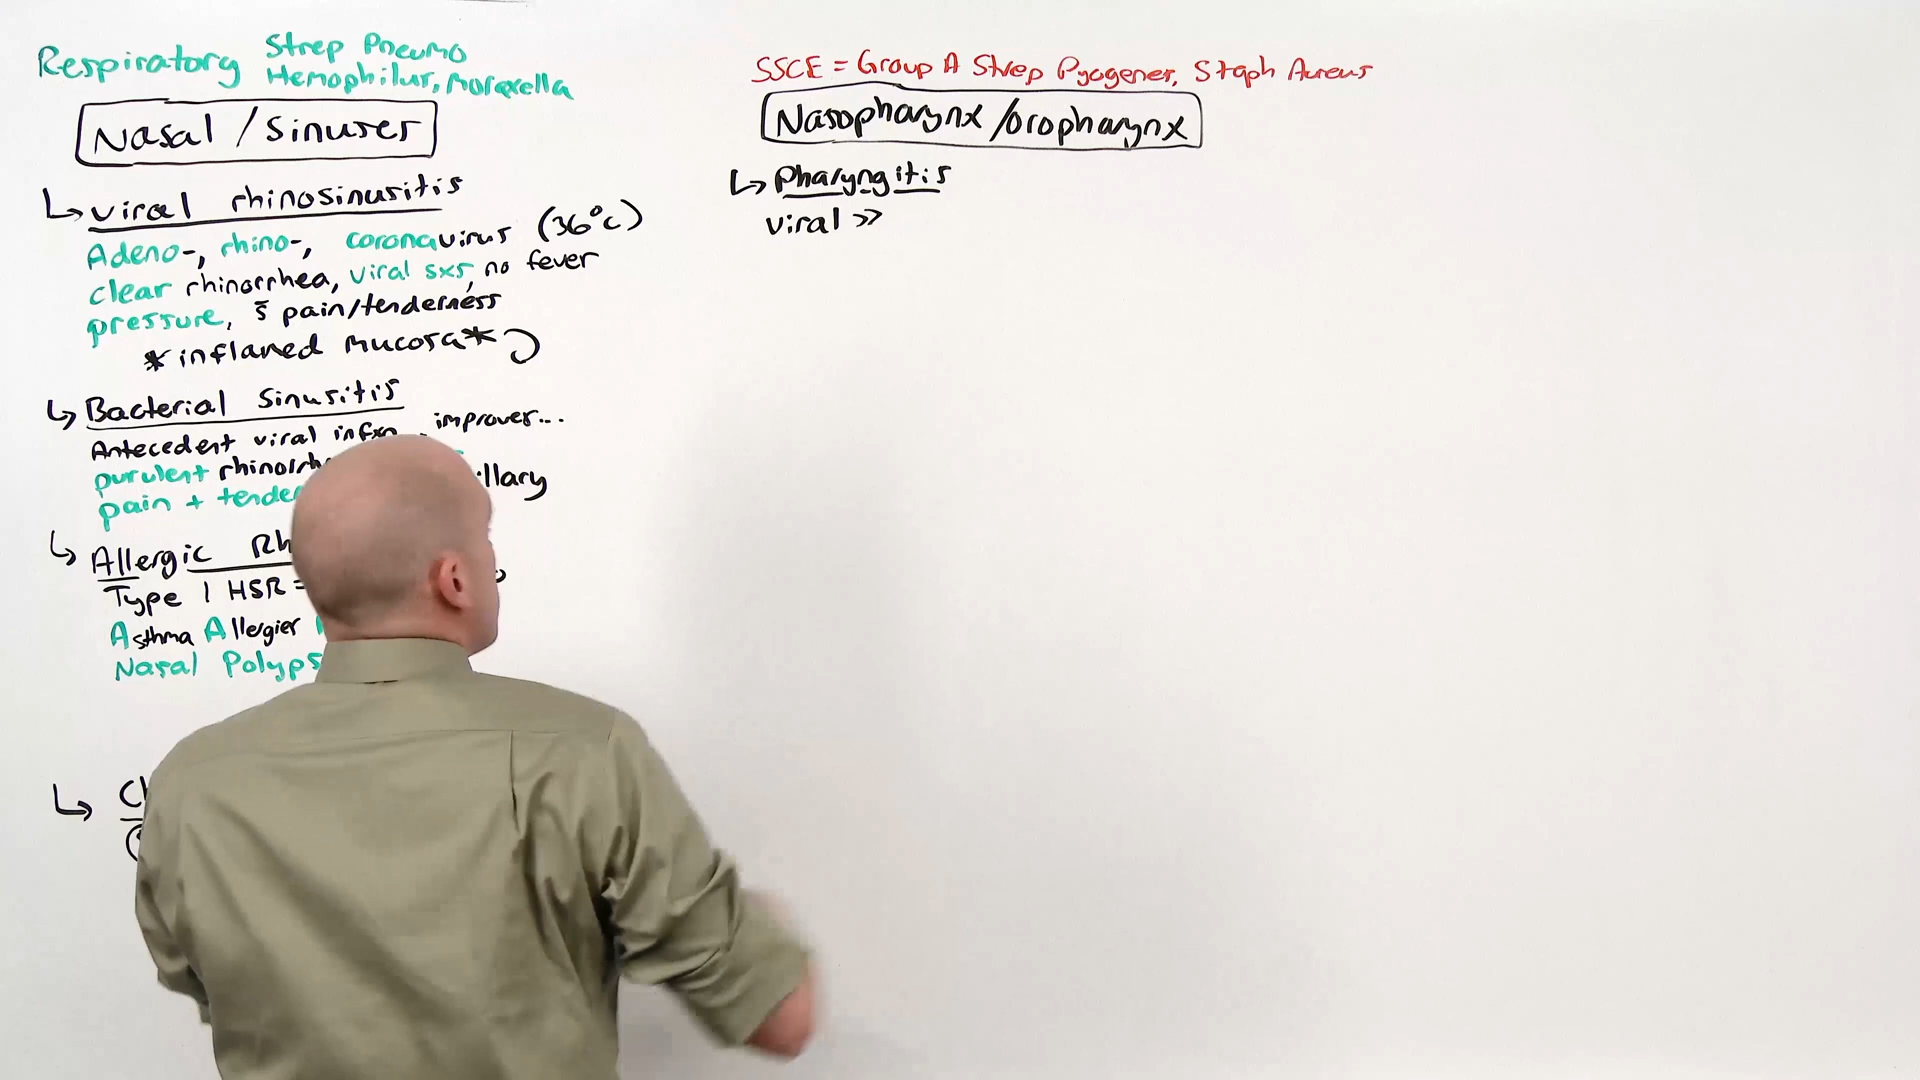 Respiratory Strep Pneumo
Hemophilus, Moraxella
Nasal / Sinuses
↳ viral rhinosinusitis
Adeno-, rhino-, coronavirus (36°C)
clear rhinorrhea, viral sxs, no fever
pressure, s̄ pain/tenderness
*inflamed mucosa*
↳ Bacterial Sinusitis
Antecedent viral infxn improves...
purulent
pain +
↳ Allergic
Type 1 HSR =
Asthma Allergies
Nasal Polyps
↳
SSCE = Group A Strep Pyogenes, Staph Aureus
Nasopharynx / oropharynx
↳ Pharyngitis
viral >>